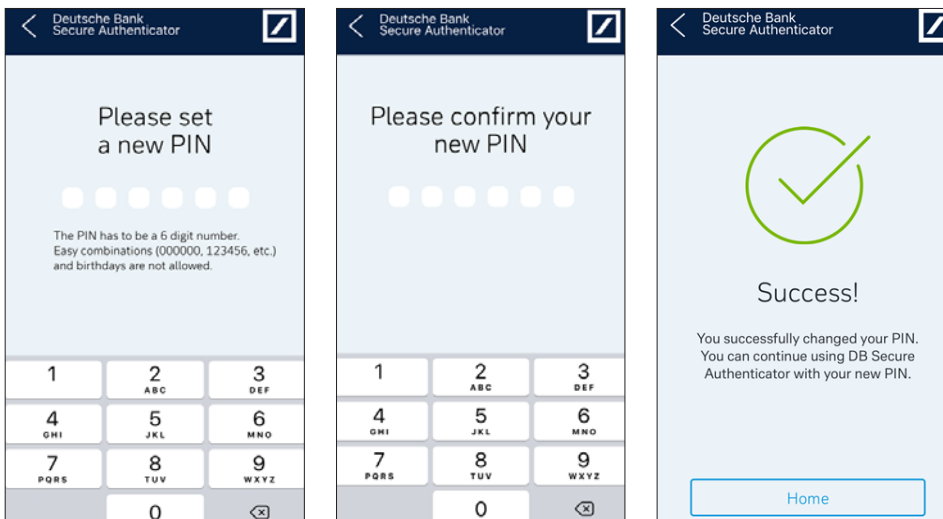 Deutsche Bank
Secure Authenticator
Please set
a new PIN
The PIN has to be a 6 digit number.
Easy combinations (000000, 123456, etc.)
and birthdays are not allowed.
1
2
ABC
3
DEF
4
GHI
5
JKL
6
MNO
7
PQRS
8
TUV
9
WXYZ
0
Deutsche Bank
Secure Authenticator
Please confirm your
new PIN
1
2
ABC
3
DEF
4
GHI
5
JKL
6
MNO
7
PQRS
8
TUV
9
WXYZ
0
Deutsche Bank
Secure Authenticator
Success!
You successfully changed your PIN.
You can continue using DB Secure
Authenticator with your new PIN.
Home